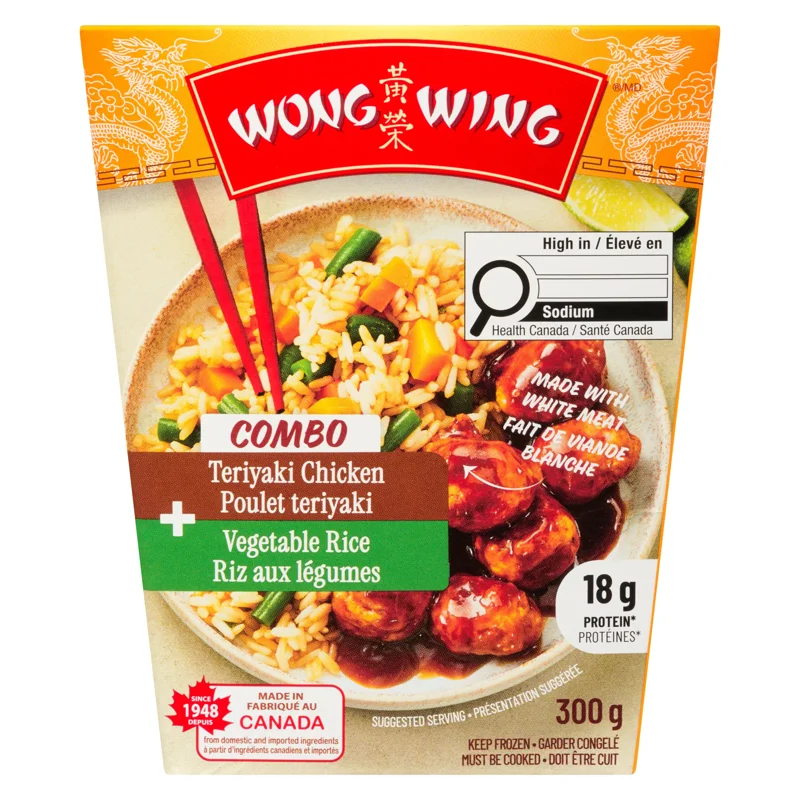 WONG 黃榮 WING
®/MD
High in / Élevé en
Sodium
Health Canada / Santé Canada
MADE WITH
WHITE MEAT
FAIT DE VIANDE
BLANCHE
COMBO
Teriyaki Chicken
Poulet teriyaki
+
Vegetable Rice
Riz aux légumes
18 g
PROTEIN*
PROTÉINES*
SINCE
1948
DEPUIS
MADE IN
FABRIQUÉ AU
CANADA
from domestic and imported ingredients
à partir d'ingrédients canadiens et importés
SUGGESTED SERVING • PRÉSENTATION SUGGÉRÉE
300 g
KEEP FROZEN • GARDER CONGELÉ
MUST BE COOKED • DOIT ÊTRE CUIT